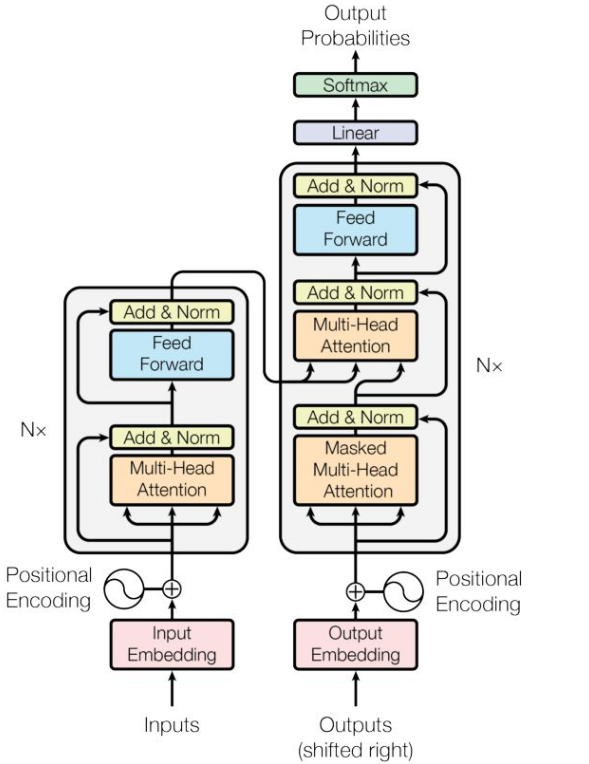 Output
Probabilities
Softmax
Linear
Add & Norm
Feed
Forward
Add & Norm
Multi-Head
Attention
Add & Norm
Masked
Multi-Head
Attention
Nx
Positional
Encoding
Output
Embedding
Outputs
(shifted right)
Add & Norm
Feed
Forward
Add & Norm
Multi-Head
Attention
Nx
Positional
Encoding
Input
Embedding
Inputs